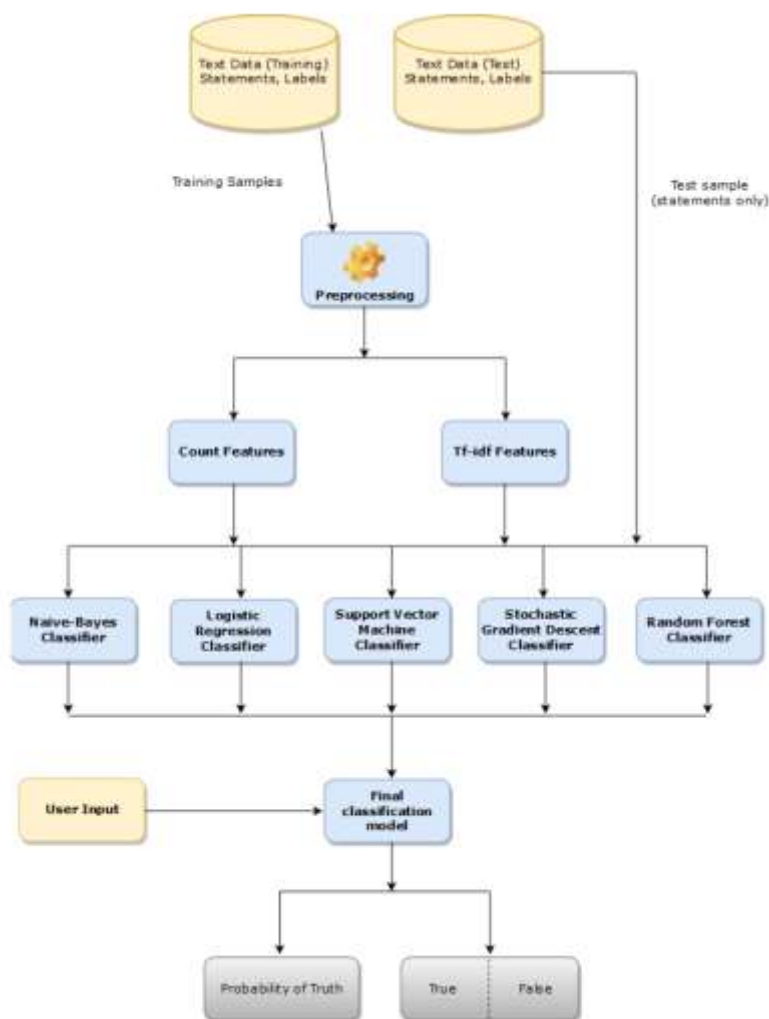 Text Data (Training)
Statements, Labels
Text Data (Test)
Statements, Labels
Training Samples
Test sample
(statements only)
Preprocessing
Count Features
Tf-idf Features
Naive-Bayes
Classifier
Logistic
Regression
Classifier
Support Vector
Machine
Classifier
Stochastic
Gradient Descent
Classifier
Random Forest
Classifier
User Input
Final
classification
model
Probability of Truth
True
False